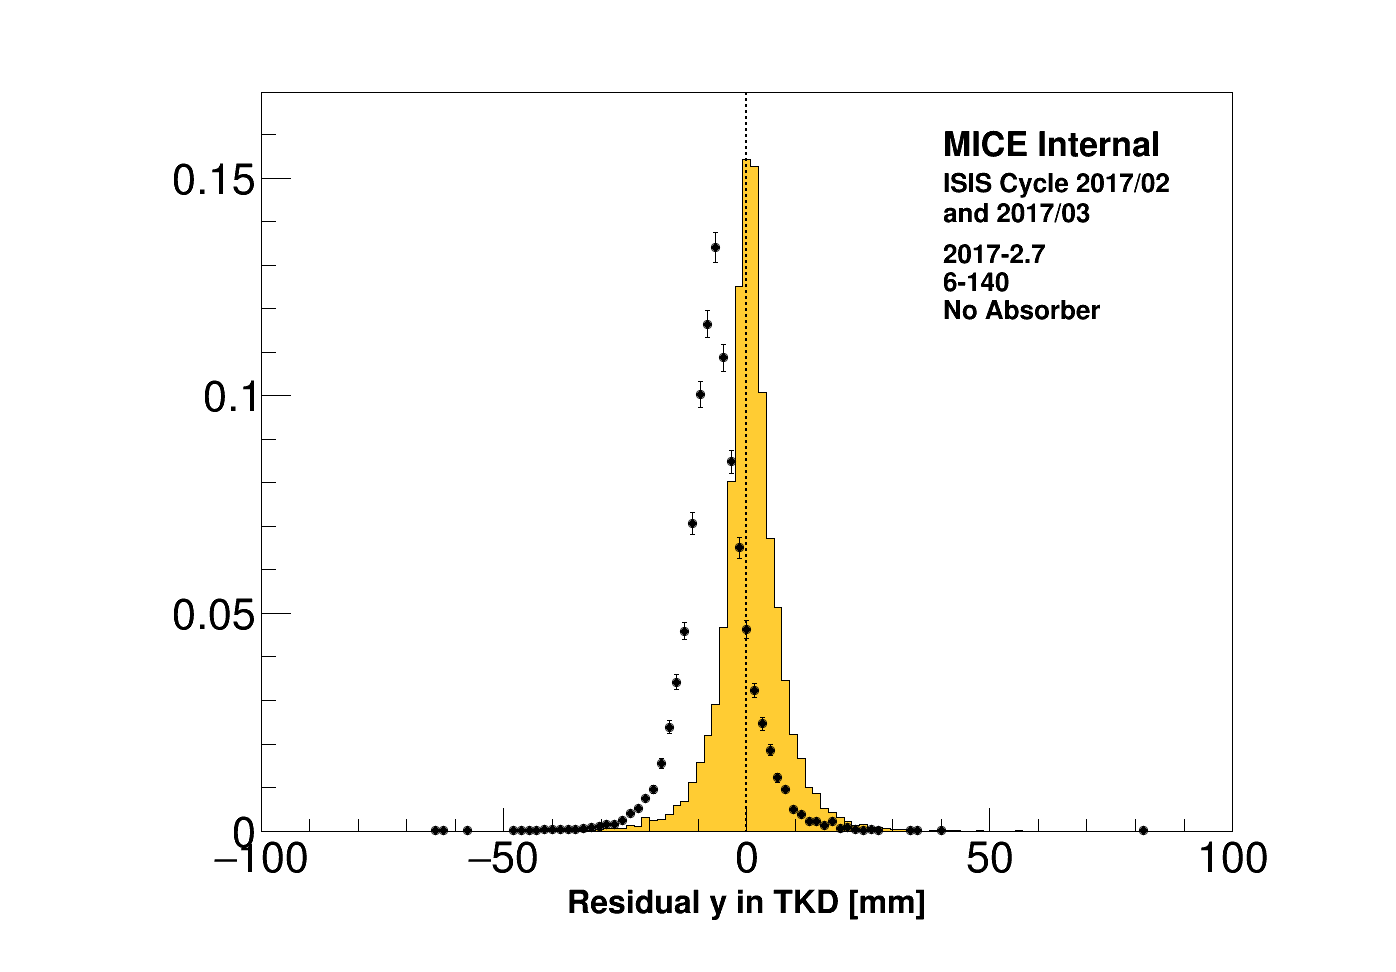 MICE Internal
ISIS Cycle 2017/02
and 2017/03
2017-2.7
6-140
No Absorber
0.15
0.1
0.05
0
−100 −50 0 50 100
Residual y in TKD [mm]